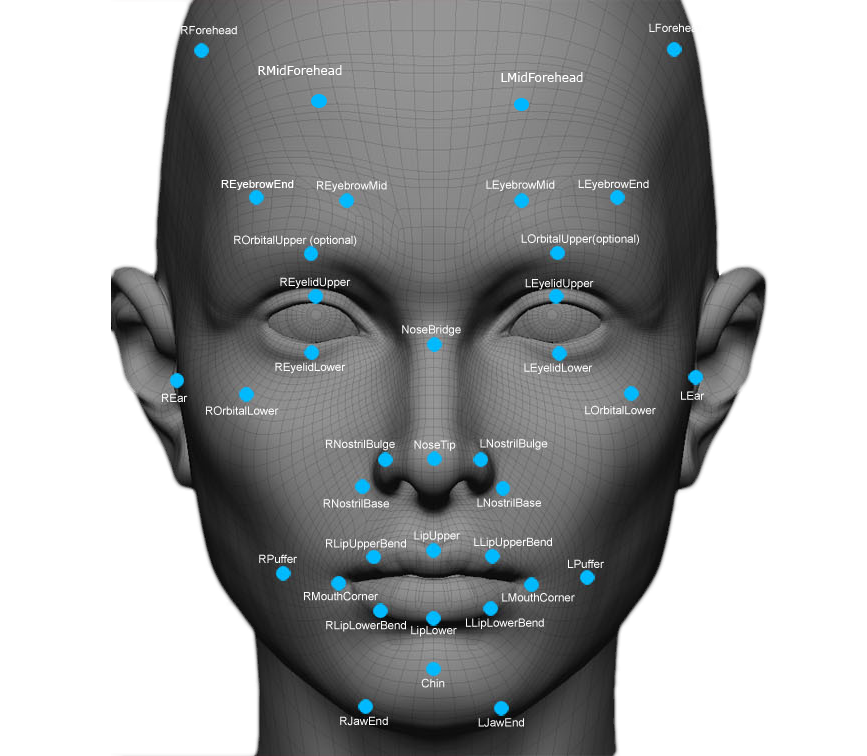 RForehead
LForehea
RMidForehead
LMidForehead
REyebrowEnd
REyebrowMid
LEyebrowMid
LEyebrowEnd
ROrbitalUpper (optional)
LOrbitalUpper(optional)
REyelidUpper
LEyelidUpper
NoseBridge
REyelidLower
LEyelidLower
REar
LEar
ROrbitalLower
LOrbitalLower
RNostrilBulge
NoseTip
LNostrilBulge
RNostrilBase
LNostrilBase
LipUpper
RLipUpperBend
LLipUpperBend
RPuffer
LPuffer
RMouthCorner
LMouthCorner
RLipLowerBend
LipLower
LLipLowerBend
Chin
RJawEnd
LJawEnd